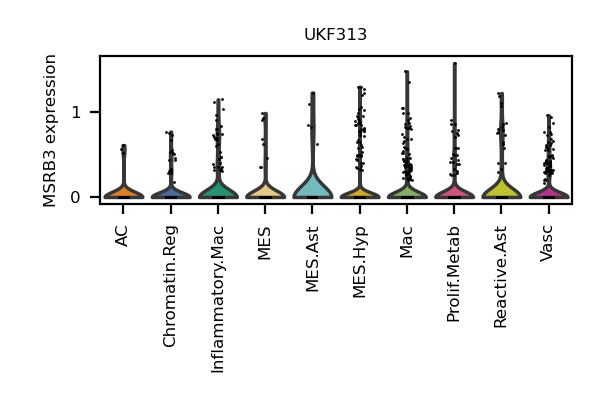 UKF313
MSRB3 expression
1
0
AC
Chromatin.Reg
Inflammatory.Mac
MES
MES.Ast
MES.Hyp
Mac
Prolif.Metab
Reactive.Ast
Vasc